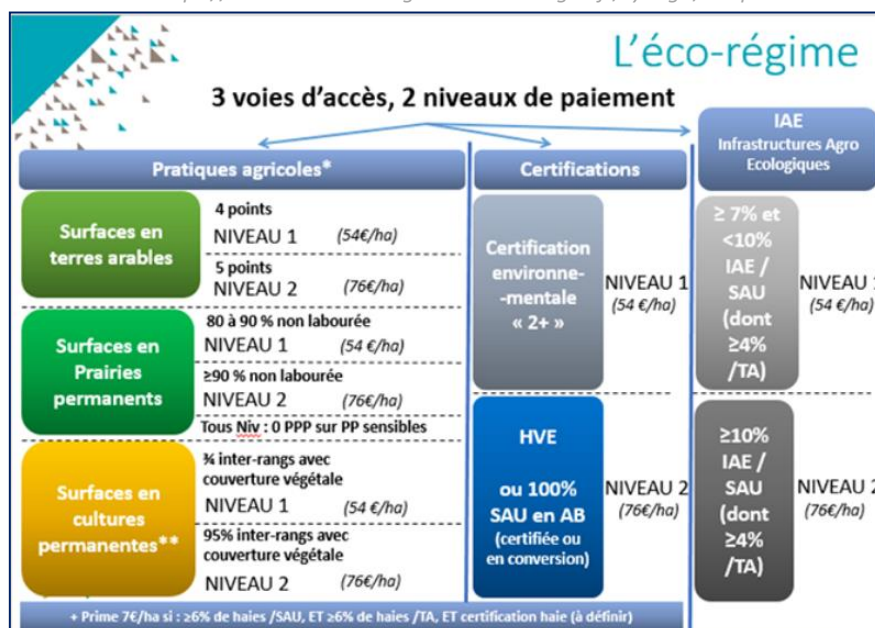 L'éco-régime
3 voies d'accès, 2 niveaux de paiement
Pratiques agricoles*
Surfaces en
terres arables
4 points
NIVEAU 1 (54€/ha)
5 points
NIVEAU 2 (76€/ha)
Surfaces en
Prairies
permanents
80 à 90 % non labourée
NIVEAU 1 (54 €/ha)
≥90 % non labourée
NIVEAU 2 (76€/ha)
Tous Niv : 0 PPP sur PP sensibles
Surfaces en
cultures
permanentes**
¾ inter-rangs avec
couverture végétale
NIVEAU 1 (54 €/ha)
95% inter-rangs avec
couverture végétale
NIVEAU 2 (76€/ha)
Certifications
Certification
environne-
-mentale
« 2+ »
NIVEAU 1
(54 €/ha)
HVE
ou 100%
SAU en AB
(certifiée ou
en conversion)
NIVEAU 2
(76€/ha)
IAE
Infrastructures Agro
Ecologiques
≥ 7% et
<10%
IAE /
SAU
(dont
≥4%
/TA)
NIVEAU 1
(54 €/ha)
≥10%
IAE /
SAU
(dont
≥4%
/TA)
NIVEAU 2
(76€/ha)
+ Prime 7€/ha si : ≥6% de haies /SAU, ET ≥6% de haies /TA, ET certification haie (à définir)